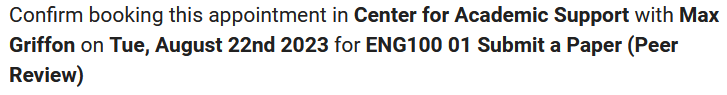 Confirm booking this appointment in Center for Academic Support with Max
Griffon on Tue, August 22nd 2023 for ENG100 01 Submit a Paper (Peer
Review)